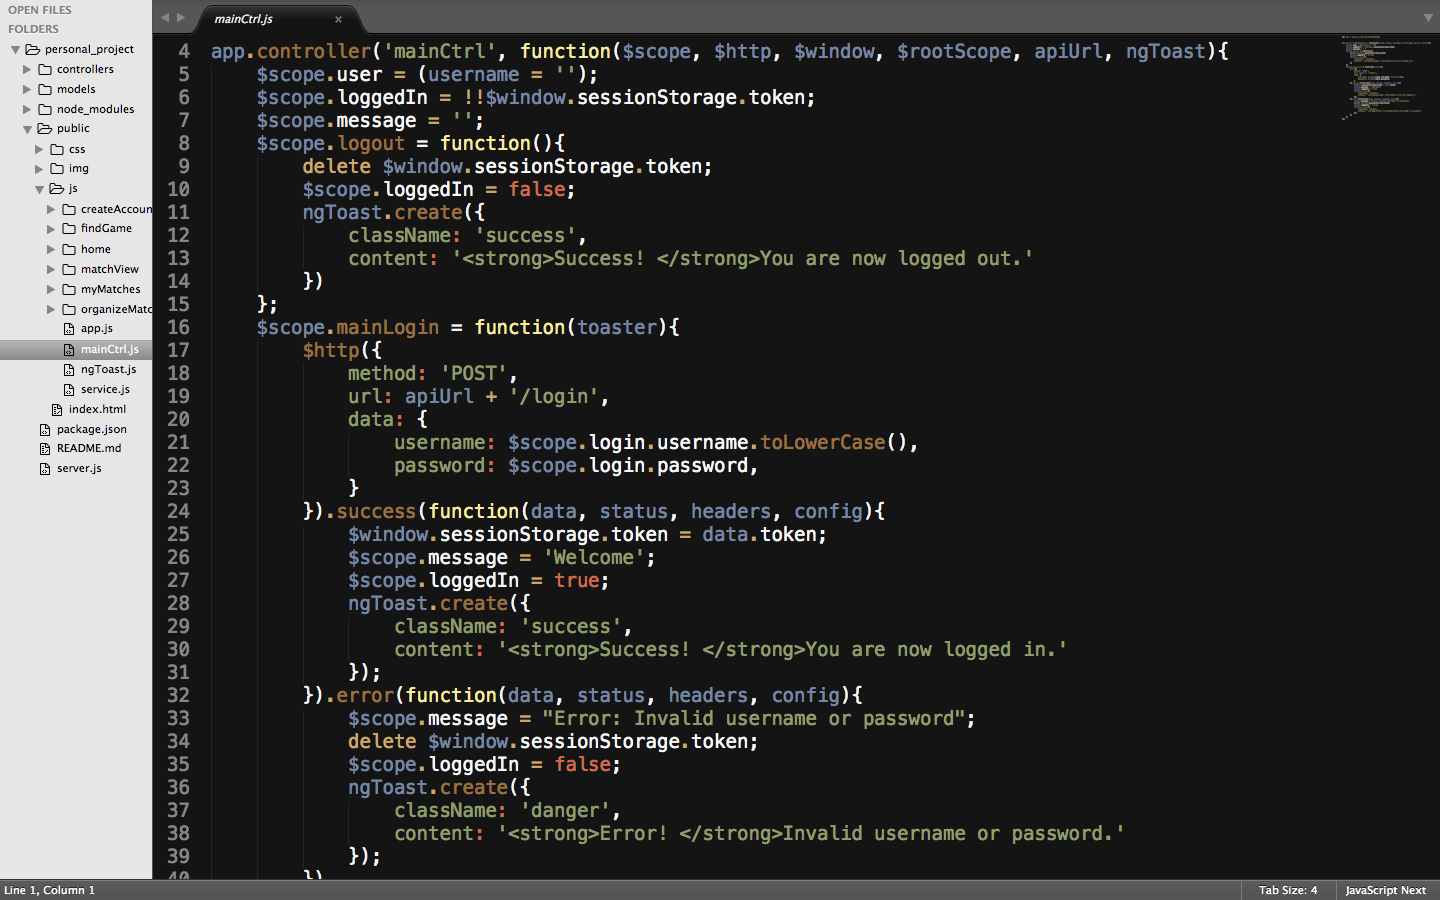 OPEN FILES
FOLDERS
personal_project
controllers
models
node_modules
public
css
img
js
createAccoun
findGame
home
matchView
myMatches
organizeMatc
app.js
mainCtrl.js
ngToast.js
service.js
index.html
package.json
README.md
server.js
mainCtrl.js ×
4 app.controller('mainCtrl', function($scope, $http, $window, $rootScope, apiUrl, ngToast){
5 $scope.user = (username = '');
6 $scope.loggedIn = !!$window.sessionStorage.token;
7 $scope.message = '';
8 $scope.logout = function(){
9 delete $window.sessionStorage.token;
10 $scope.loggedIn = false;
11 ngToast.create({
12 className: 'success',
13 content: '<strong>Success! </strong>You are now logged out.'
14 })
15 };
16 $scope.mainLogin = function(toaster){
17 $http({
18 method: 'POST',
19 url: apiUrl + '/login',
20 data: {
21 username: $scope.login.username.toLowerCase(),
22 password: $scope.login.password,
23 }
24 }).success(function(data, status, headers, config){
25 $window.sessionStorage.token = data.token;
26 $scope.message = 'Welcome';
27 $scope.loggedIn = true;
28 ngToast.create({
29 className: 'success',
30 content: '<strong>Success! </strong>You are now logged in.'
31 });
32 }).error(function(data, status, headers, config){
33 $scope.message = "Error: Invalid username or password";
34 delete $window.sessionStorage.token;
35 $scope.loggedIn = false;
36 ngToast.create({
37 className: 'danger',
38 content: '<strong>Error! </strong>Invalid username or password.'
39 });
40 })
Line 1, Column 1
Tab Size: 4
JavaScript Next